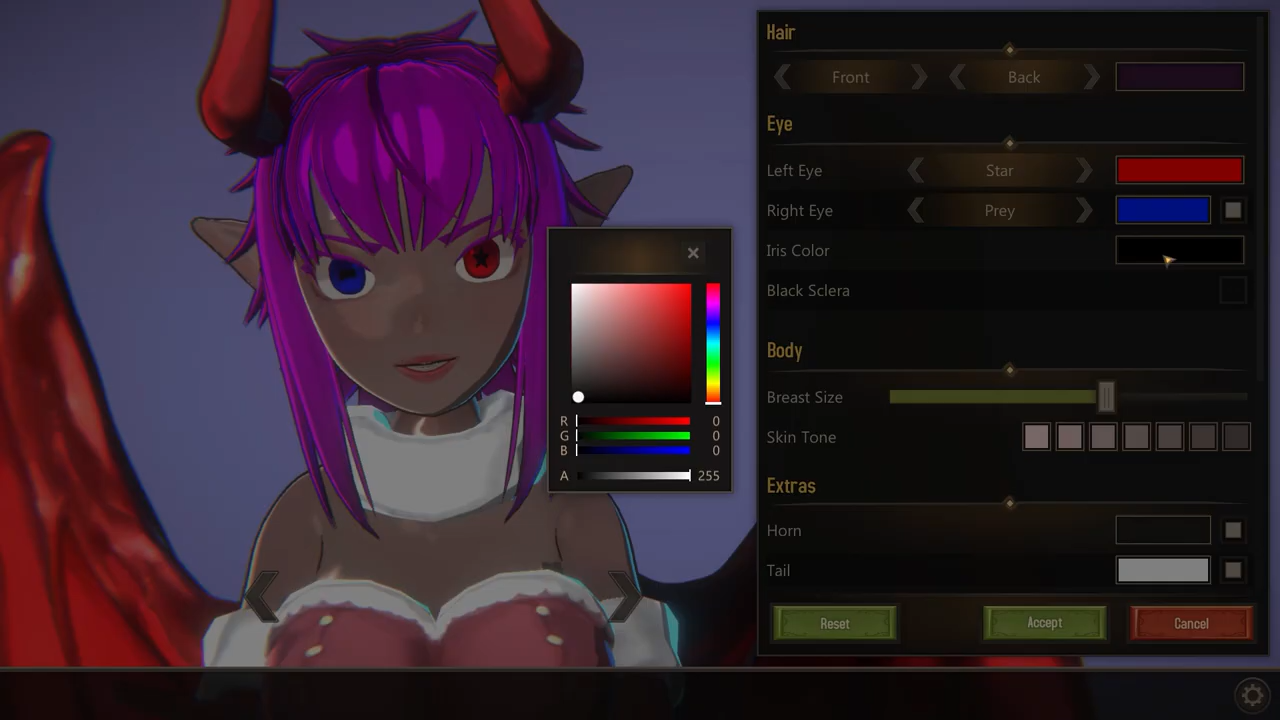 Hair
Front Back
Eye
Left Eye Star
Right Eye Prey
Iris Color
Black Sclera
Body
Breast Size
Skin Tone
Extras
Horn
Tail
Reset Accept Cancel
R 0
G 0
B 0
A 255